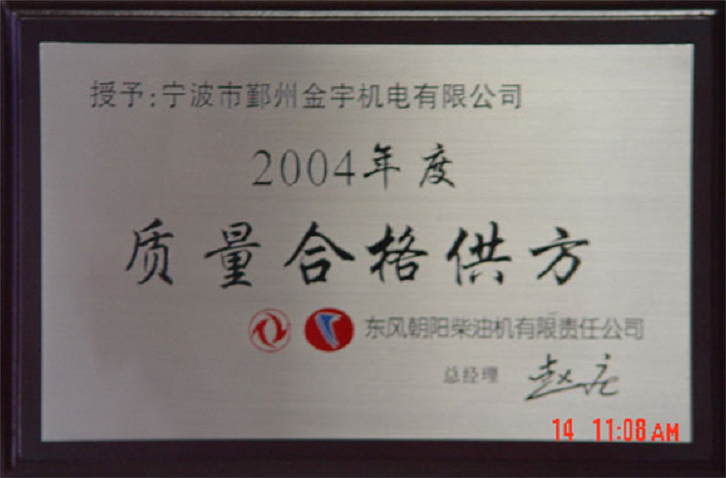 授予:宁波市鄞州金宇机电有限公司
2004年度
质量合格供方
东风朝阳柴油机有限责任公司
总经理
14 11:08 AM